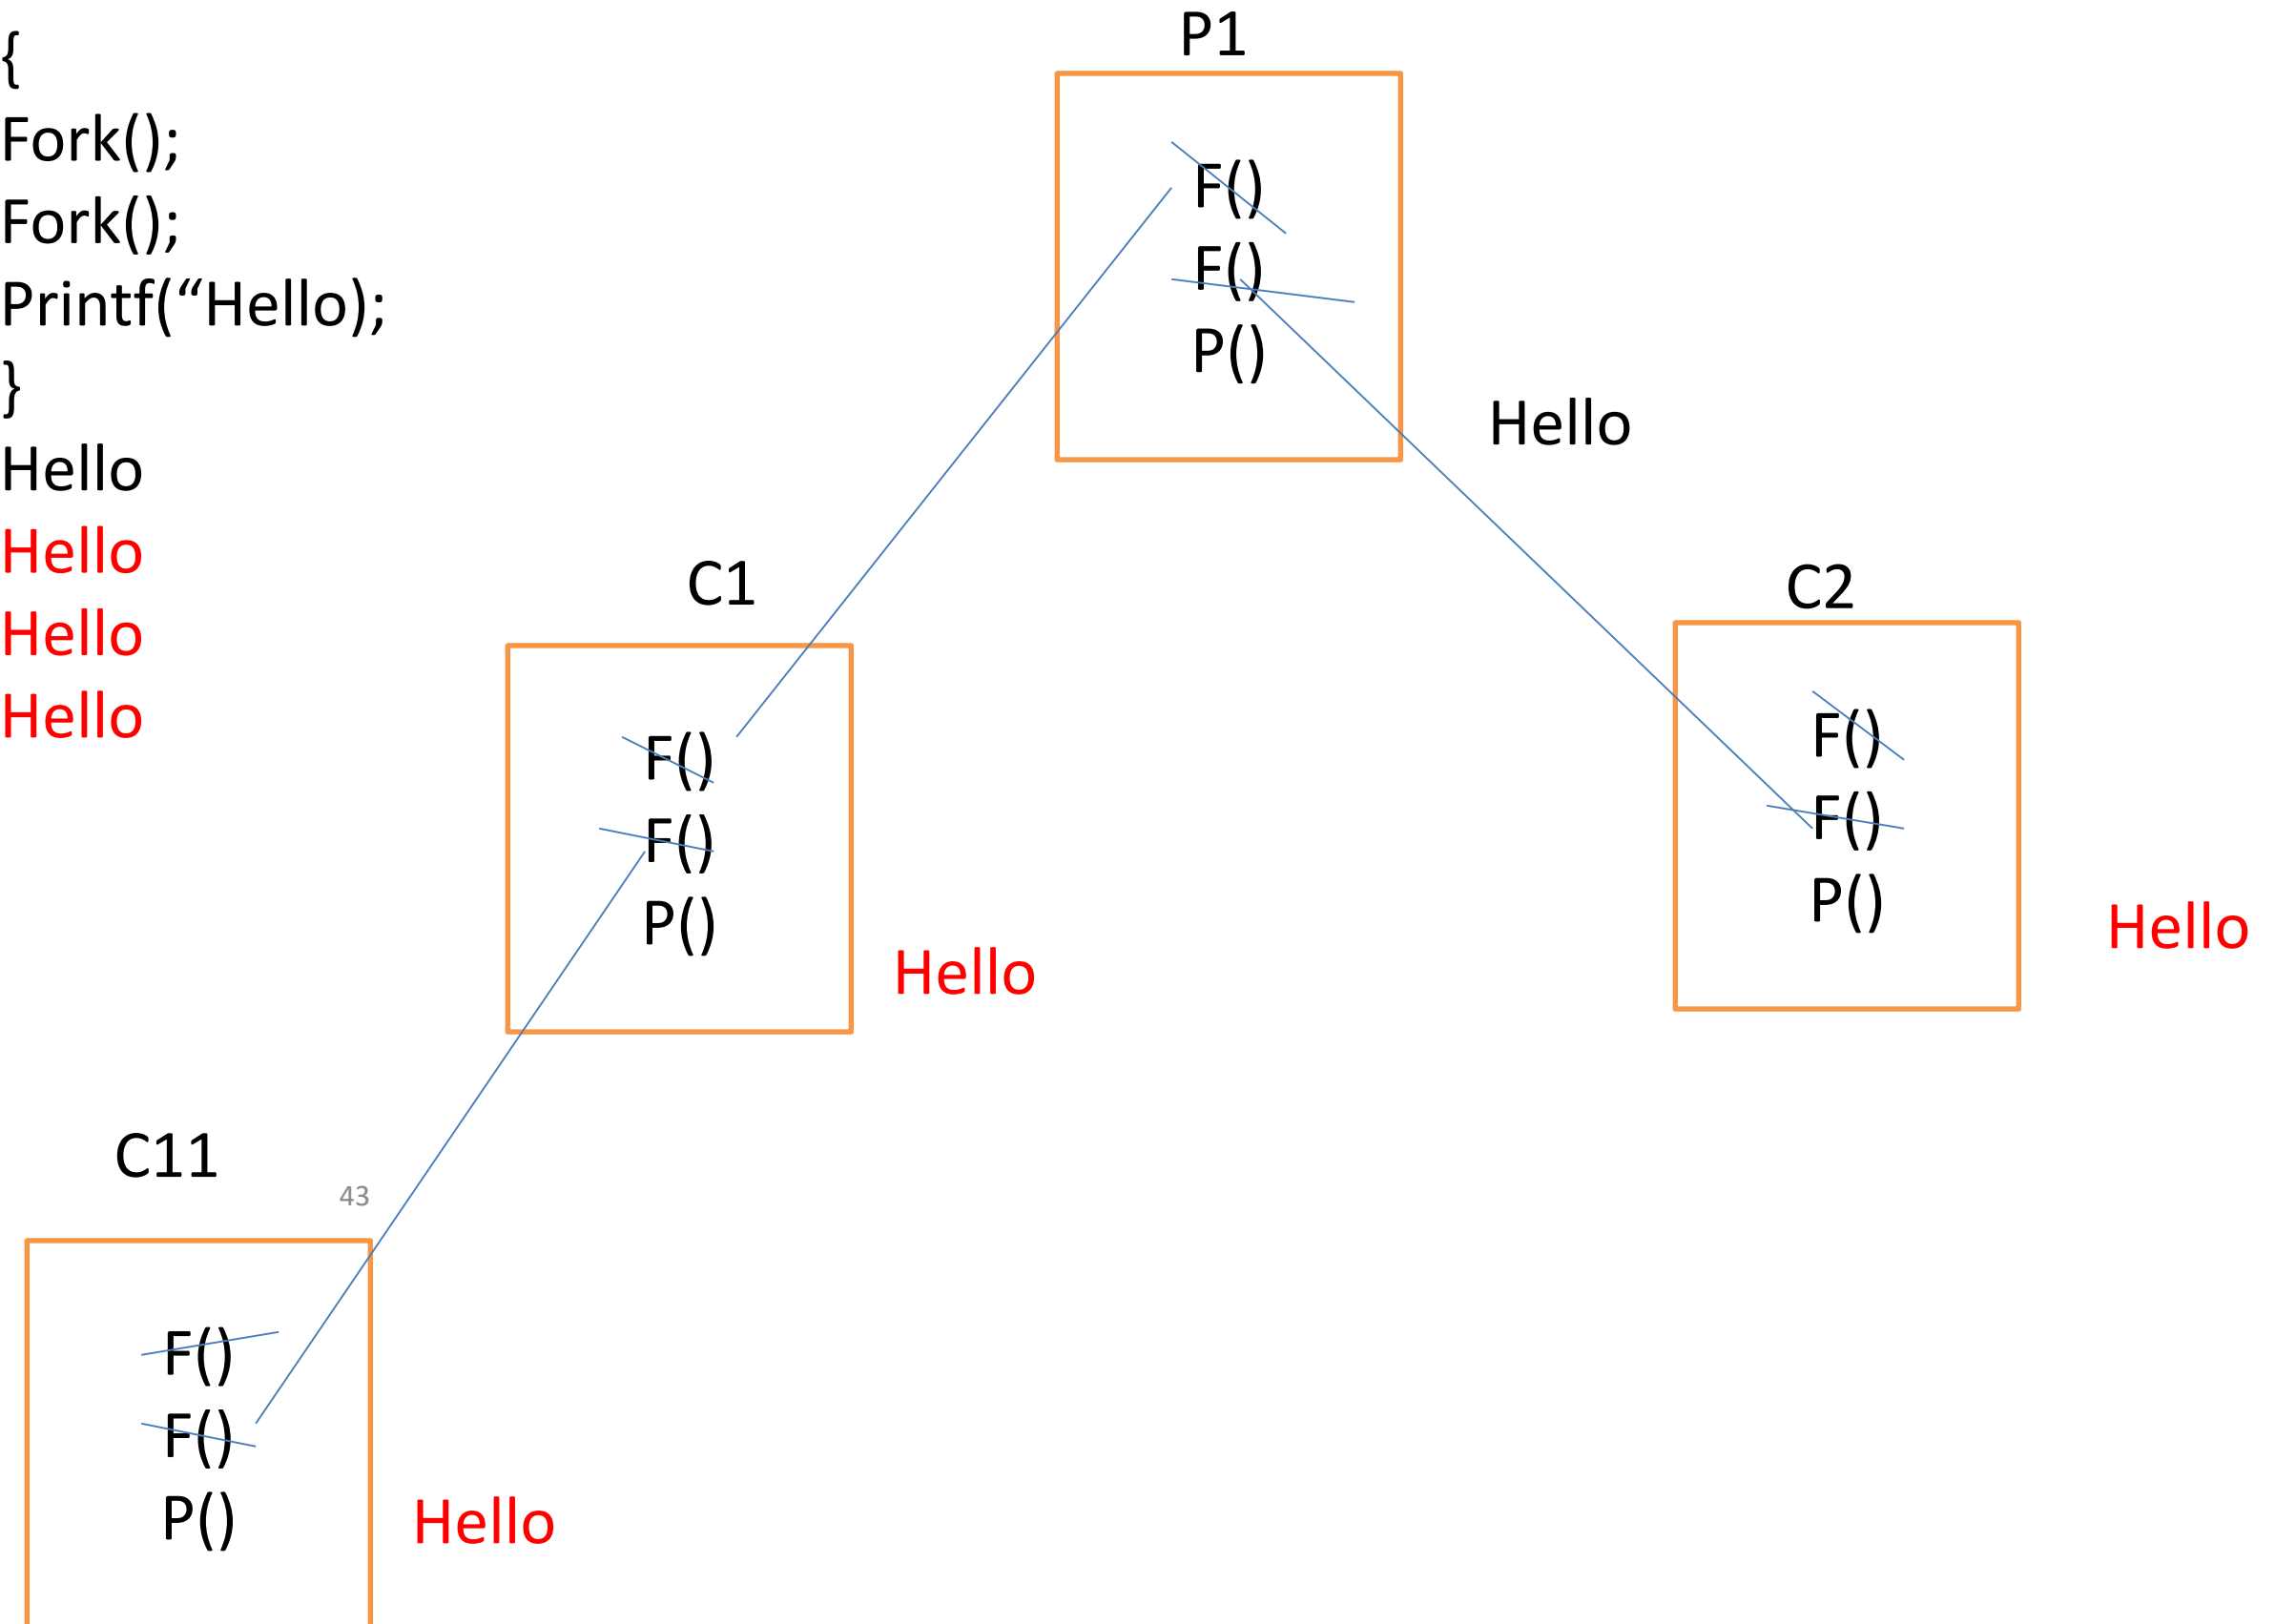 {
Fork();
Fork();
Printf(“Hello);
}
Hello
Hello
Hello
Hello
P1
F()
F()
P()
Hello
C1
F()
F()
P()
Hello
C2
F()
F()
P()
Hello
C11
43
F()
F()
P()
Hello